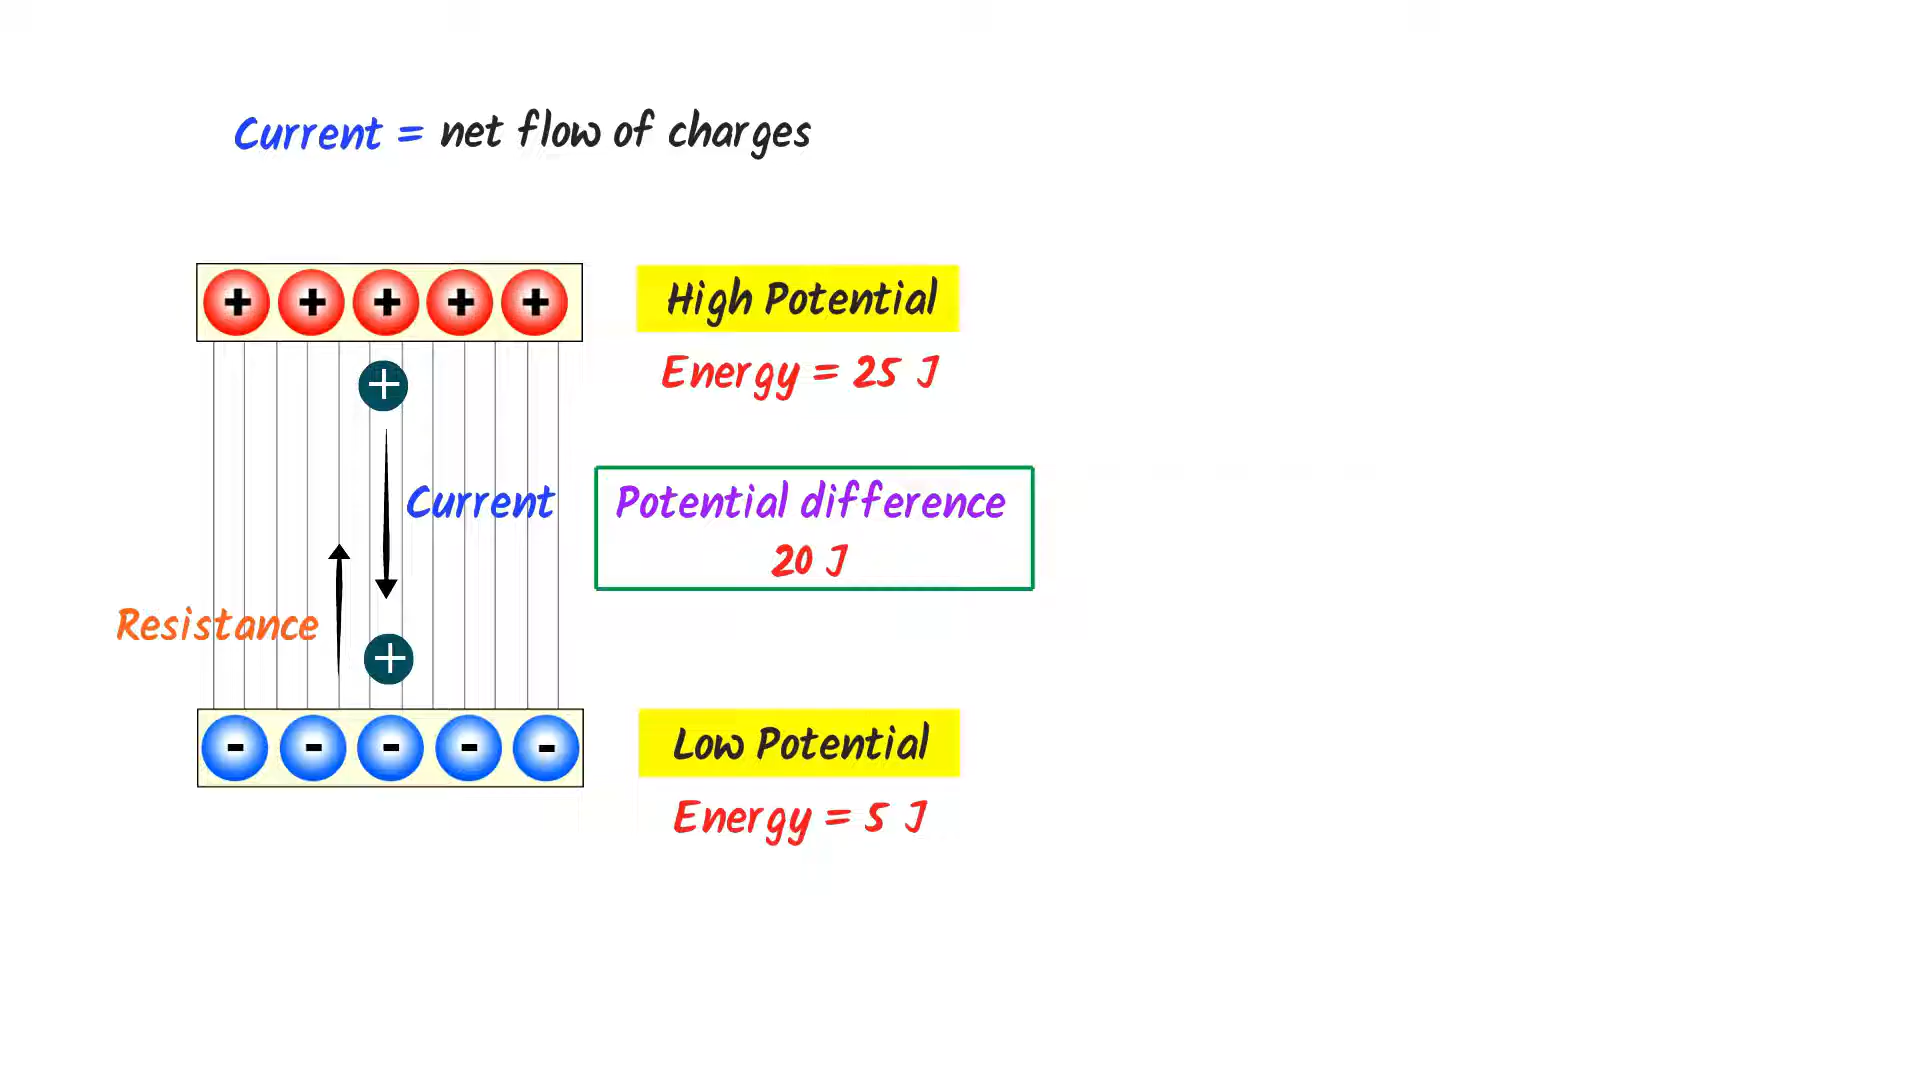 Current = net flow of charges
+ + + + +
High Potential
+
Energy = 25 J
Current
Potential difference
20 J
Resistance
+
- - - - -
Low Potential
Energy = 5 J